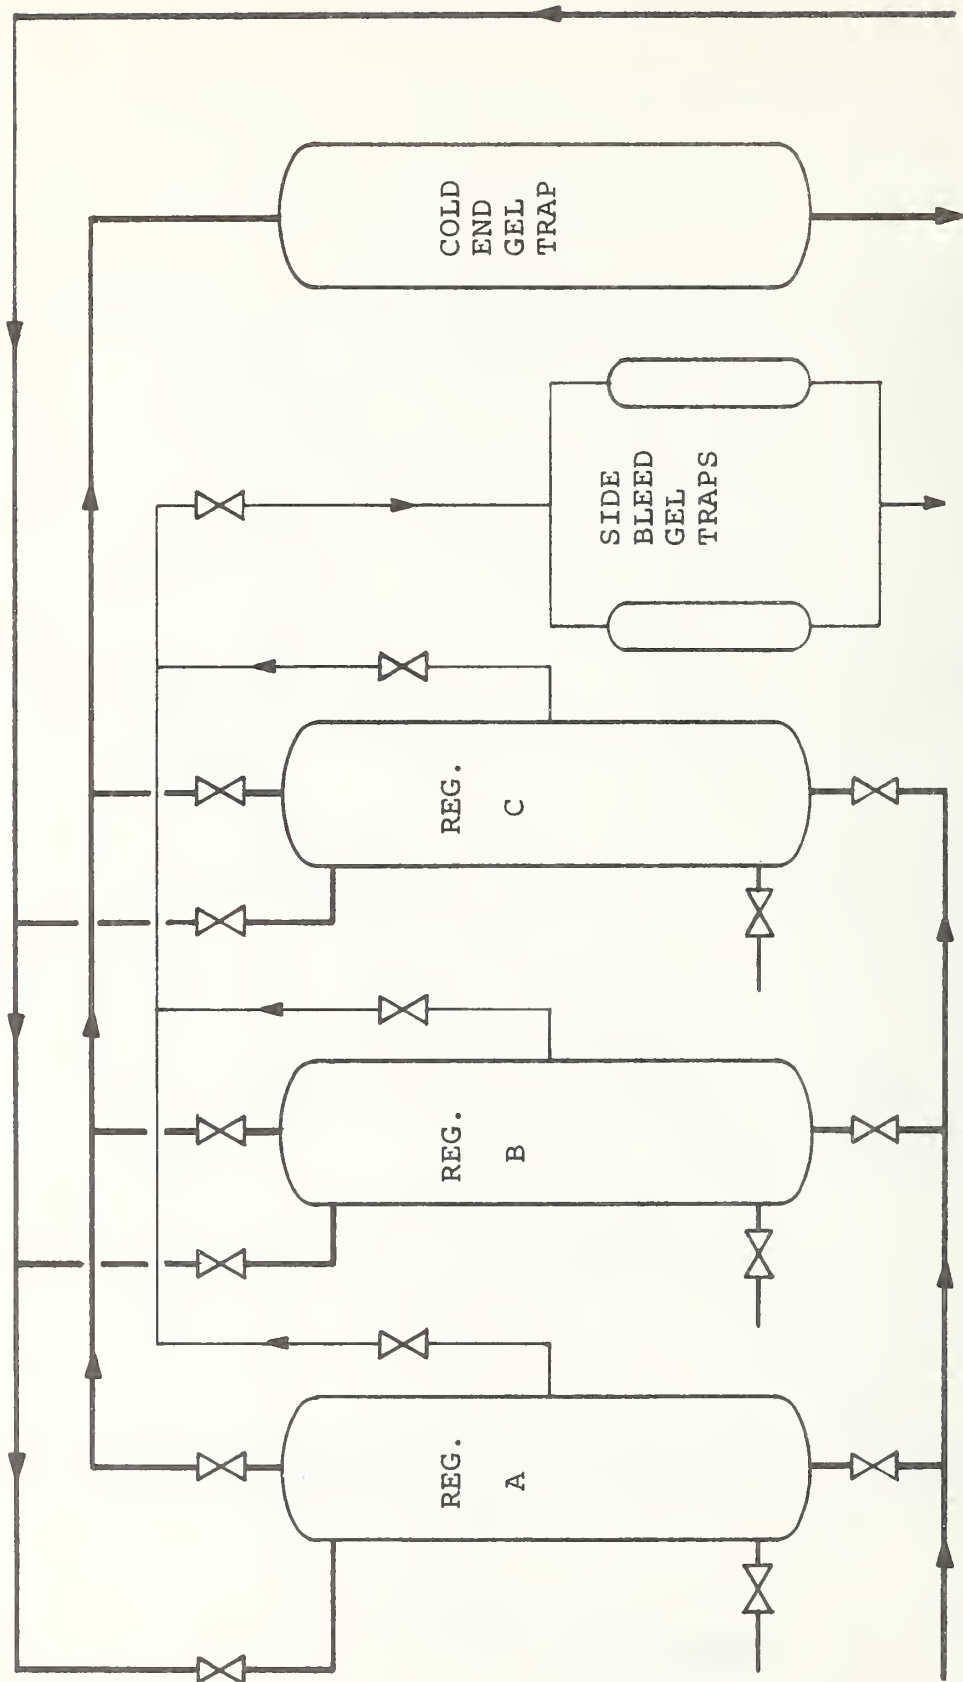 REG.
A
REG.
B
REG.
C
SIDE
BLEED
GEL
TRAPS
COLD
END
GEL
TRAP